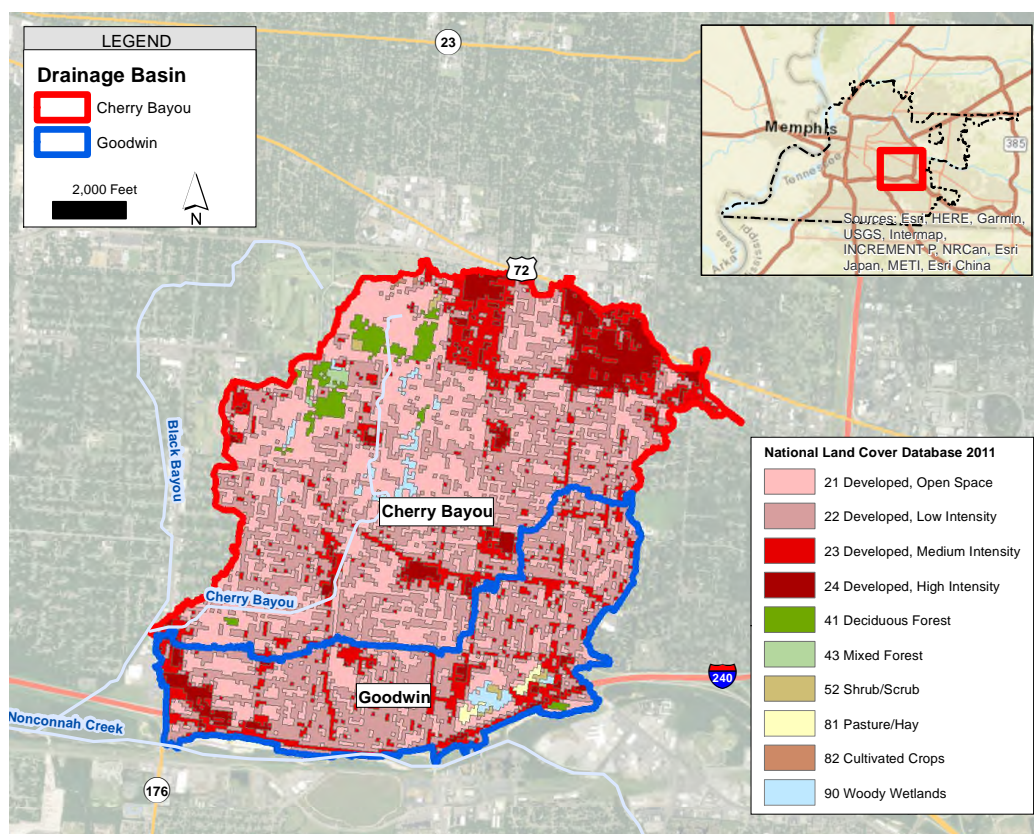 LEGEND
Drainage Basin
Cherry Bayou
Goodwin
2,000 Feet
N
23
72
Memphis
Tennessee
385
Sources: Esri, HERE, Garmin,
USGS, Intermap,
INCREMENT P, NRCan, Esri
Japan, METI, Esri China
Black Bayou
Cherry Bayou
Cherry Bayou
Goodwin
Nonconnah Creek
176
240
National Land Cover Database 2011
21 Developed, Open Space
22 Developed, Low Intensity
23 Developed, Medium Intensity
24 Developed, High Intensity
41 Deciduous Forest
43 Mixed Forest
52 Shrub/Scrub
81 Pasture/Hay
82 Cultivated Crops
90 Woody Wetlands